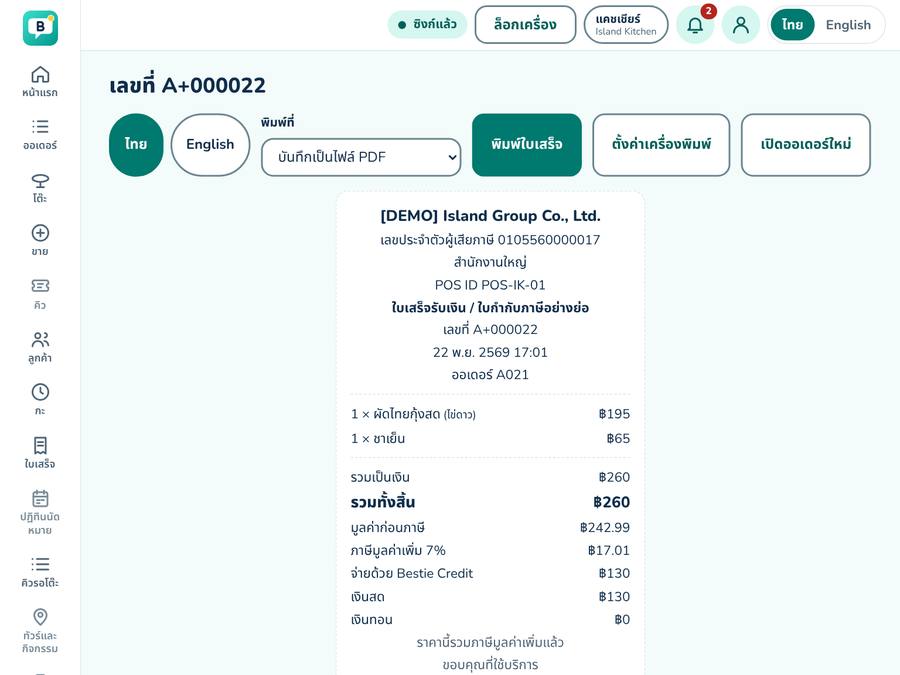 B
ซิงก์แล้ว
ล็อกเครื่อง
แคชเชียร์
Island Kitchen
2
ไทย English
หน้าแรก
ออเดอร์
โต๊ะ
ขาย
คิว
ลูกค้า
กะ
ใบเสร็จ
ปฏิทินนัด
หมาย
คิวรอโต๊ะ
ทัวร์และ
กิจกรรม
เลขที่ A+000022
ไทย English
พิมพ์ที่
บันทึกเป็นไฟล์ PDF
พิมพ์ใบเสร็จ
ตั้งค่าเครื่องพิมพ์
เปิดออเดอร์ใหม่
[DEMO] Island Group Co., Ltd.
เลขประจำตัวผู้เสียภาษี 0105560000017
สำนักงานใหญ่
POS ID POS-IK-01
ใบเสร็จรับเงิน / ใบกำกับภาษีอย่างย่อ
เลขที่ A+000022
22 พ.ย. 2569 17:01
ออเดอร์ A021
1 × ผัดไทยกุ้งสด (ไข่ดาว) ฿195
1 × ชาเย็น ฿65
รวมเป็นเงิน ฿260
รวมทั้งสิ้น ฿260
มูลค่าก่อนภาษี ฿242.99
ภาษีมูลค่าเพิ่ม 7% ฿17.01
จ่ายด้วย Bestie Credit ฿130
เงินสด ฿130
เงินทอน ฿0
ราคานี้รวมภาษีมูลค่าเพิ่มแล้ว
ขอบคุณที่ใช้บริการ